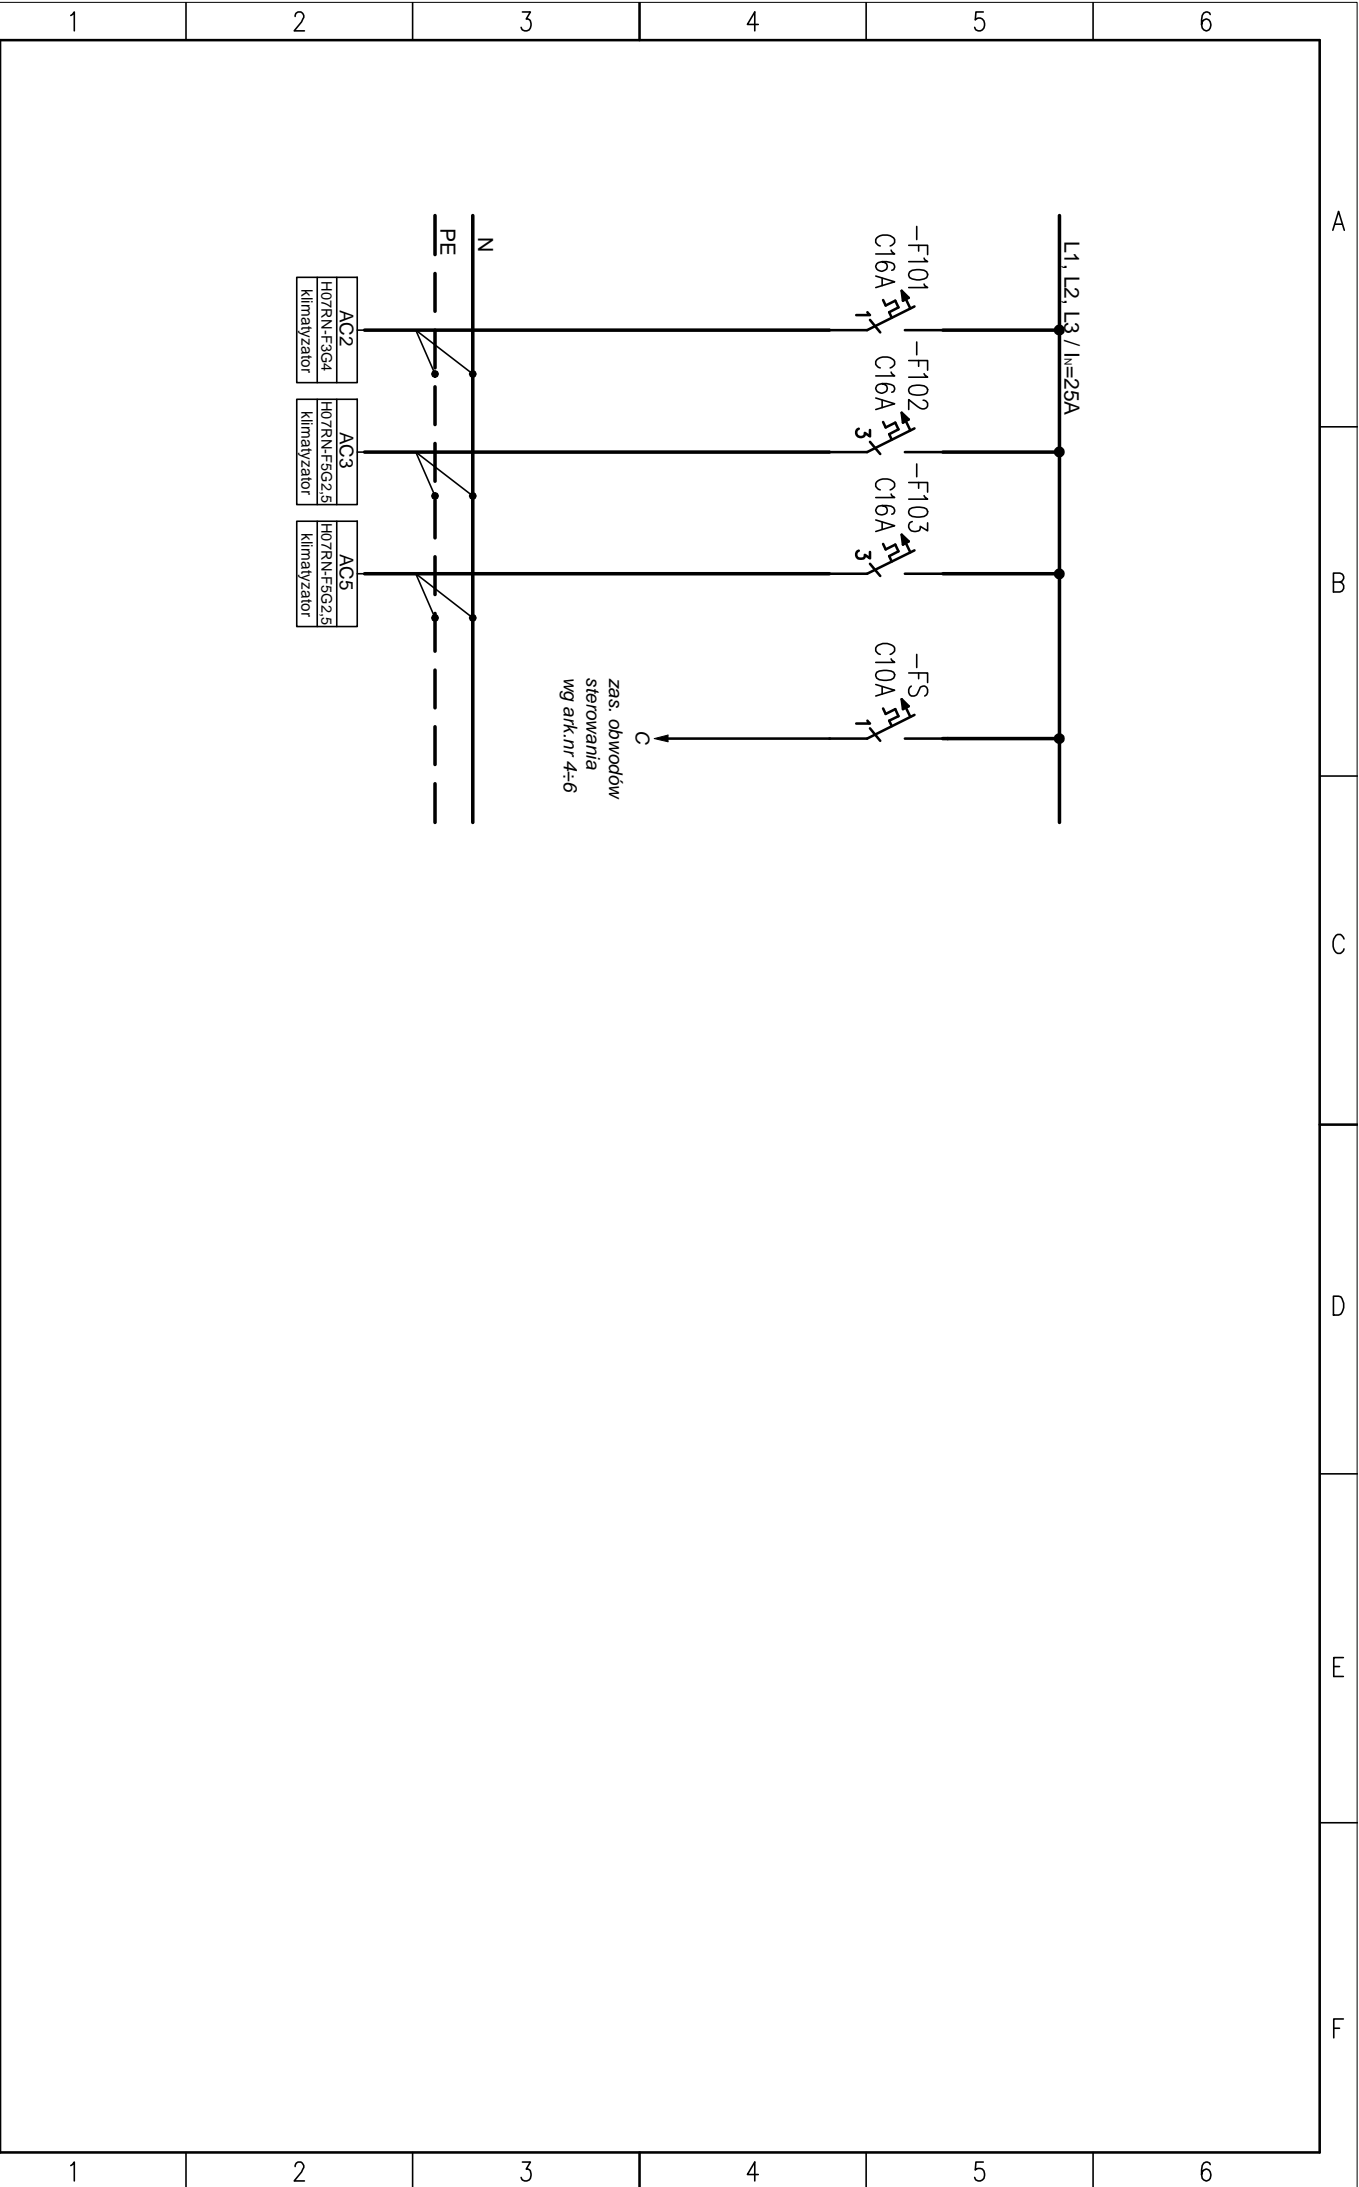 1
2
3
4
5
6
A
B
C
D
E
F
L1, L2, L3 / IN=25A
-F101
C16A
1
-F102
C16A
3
-F103
C16A
3
-FS
C10A
1
C
zas. obwodów
sterowania
wg ark.nr 4÷6
N
PE
AC2
H07RN-F3G4
klimatyzator
AC3
H07RN-F5G2,5
klimatyzator
AC5
H07RN-F5G2,5
klimatyzator
1
2
3
4
5
6